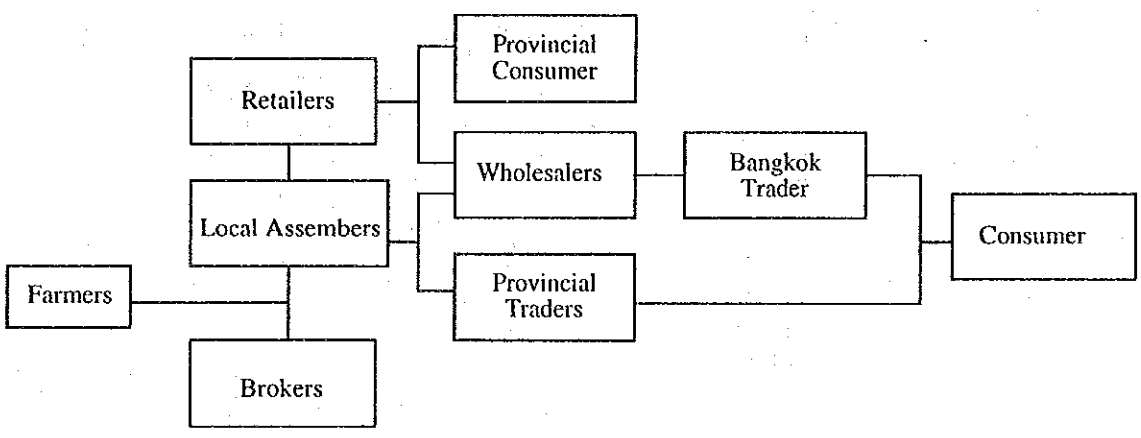 Provincial
Consumer
Retailers
Wholesalers
Bangkok
Trader
Local Assembers
Consumer
Farmers
Provincial
Traders
Brokers